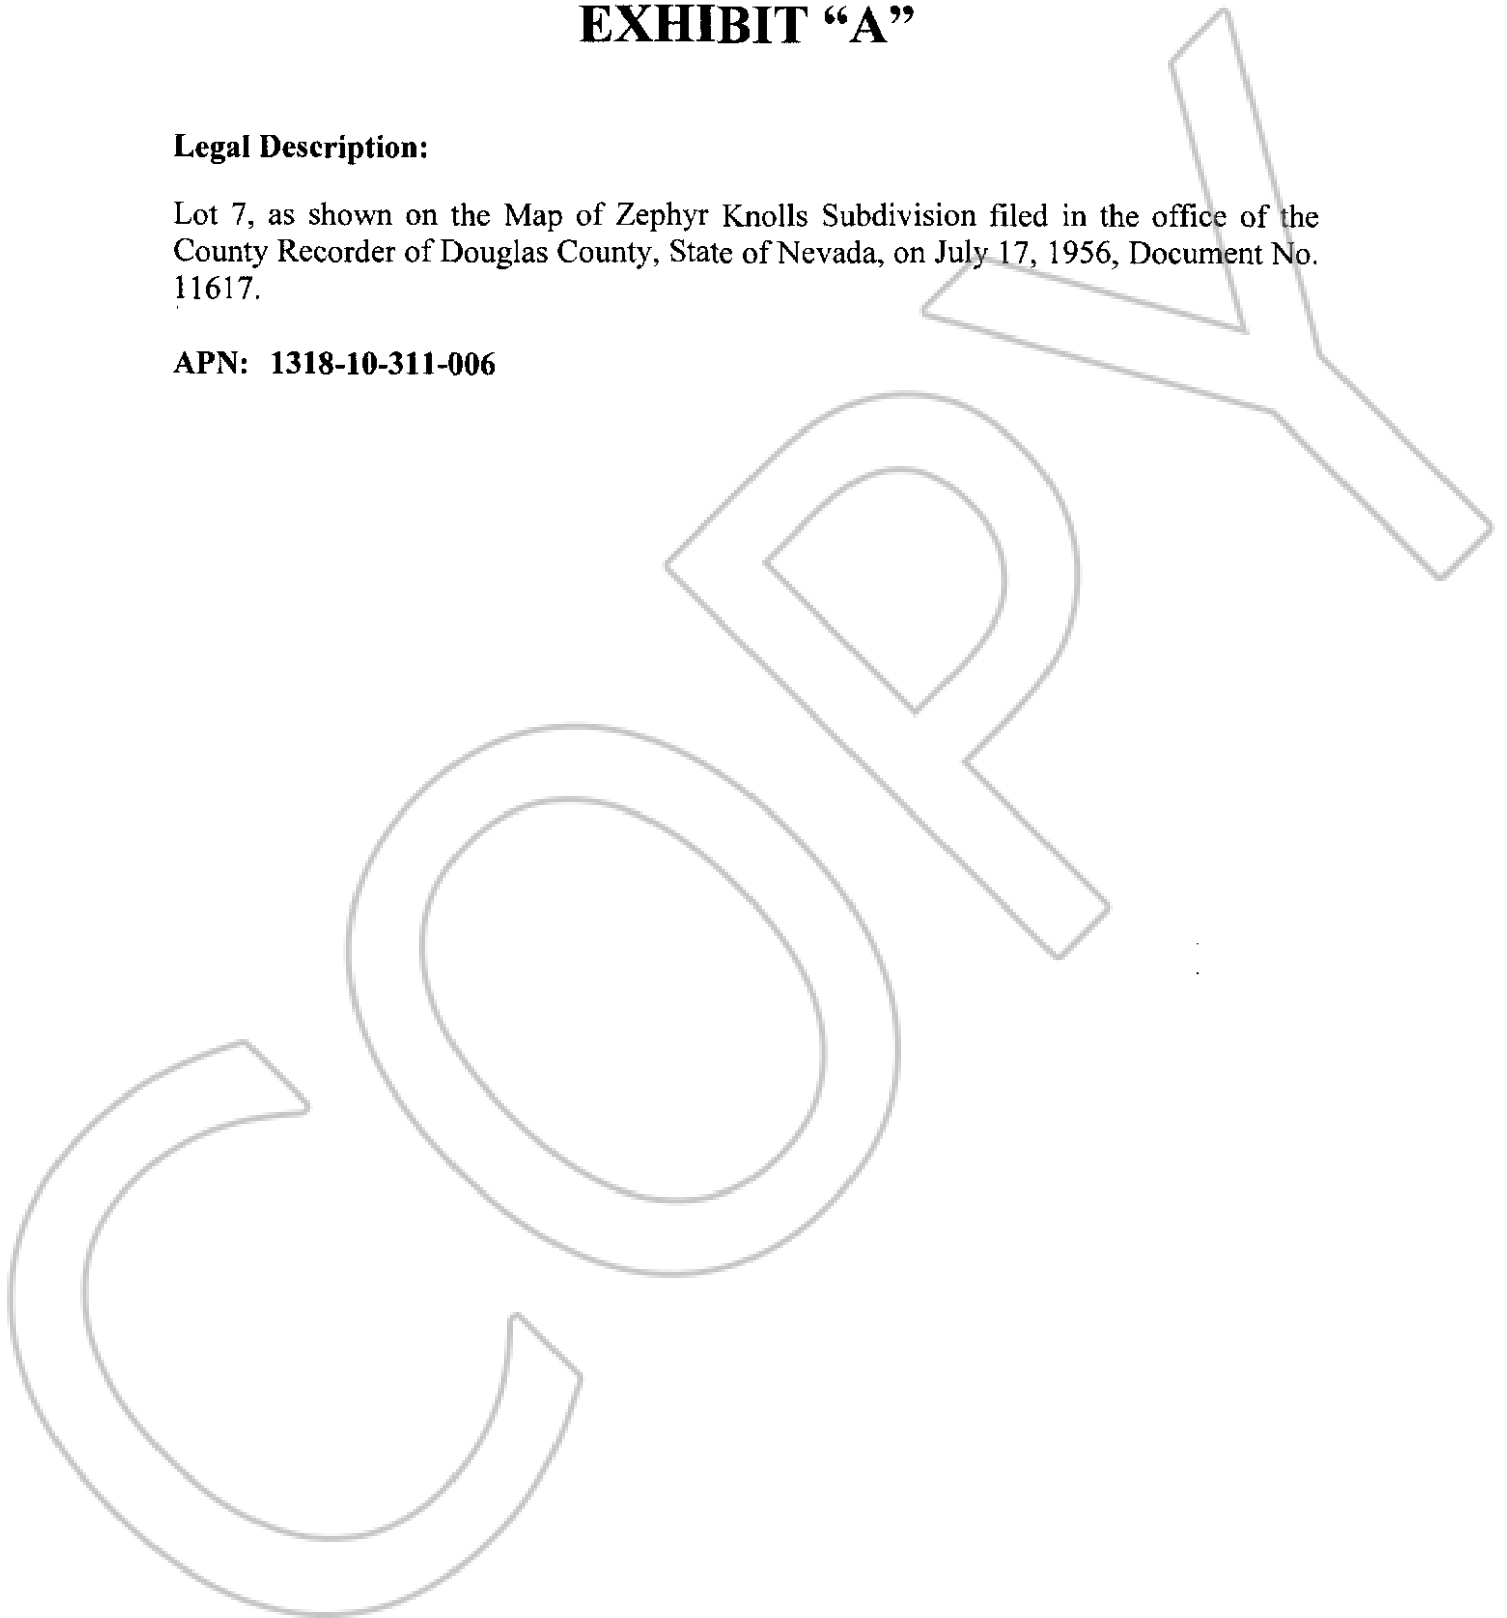 EXHIBIT “A”
Legal Description:
Lot 7, as shown on the Map of Zephyr Knolls Subdivision filed in the office of the
County Recorder of Douglas County, State of Nevada, on July 17, 1956, Document No.
11617.
APN: 1318-10-311-006
COPY